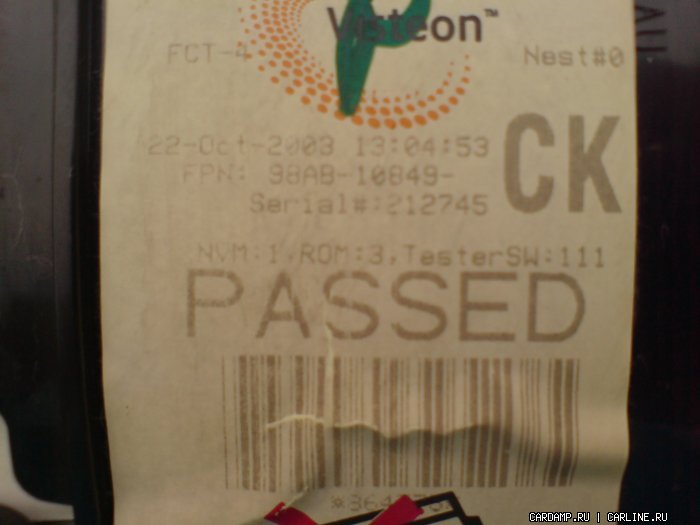 Visteon™
FCT-4 Nest#0
22-Oct-2003 13:04:53
CK
FPN: 98AB-10849-
Serial#:212745
NVM:1,ROM:3,TesterSW:111
PASSED
CARDAMP.RU | CARLINE.RU